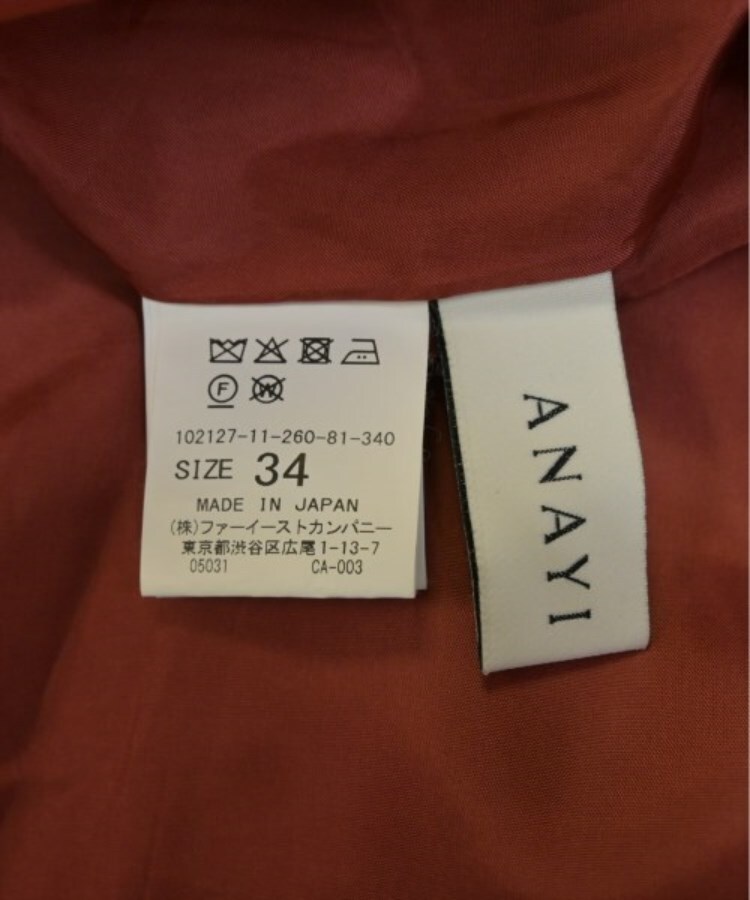 F
W
102127-11-260-81-340
SIZE 34
MADE IN JAPAN
(株)ファーイーストカンパニー
東京都渋谷区広尾1-13-7
05031 CA-003
ANAYI